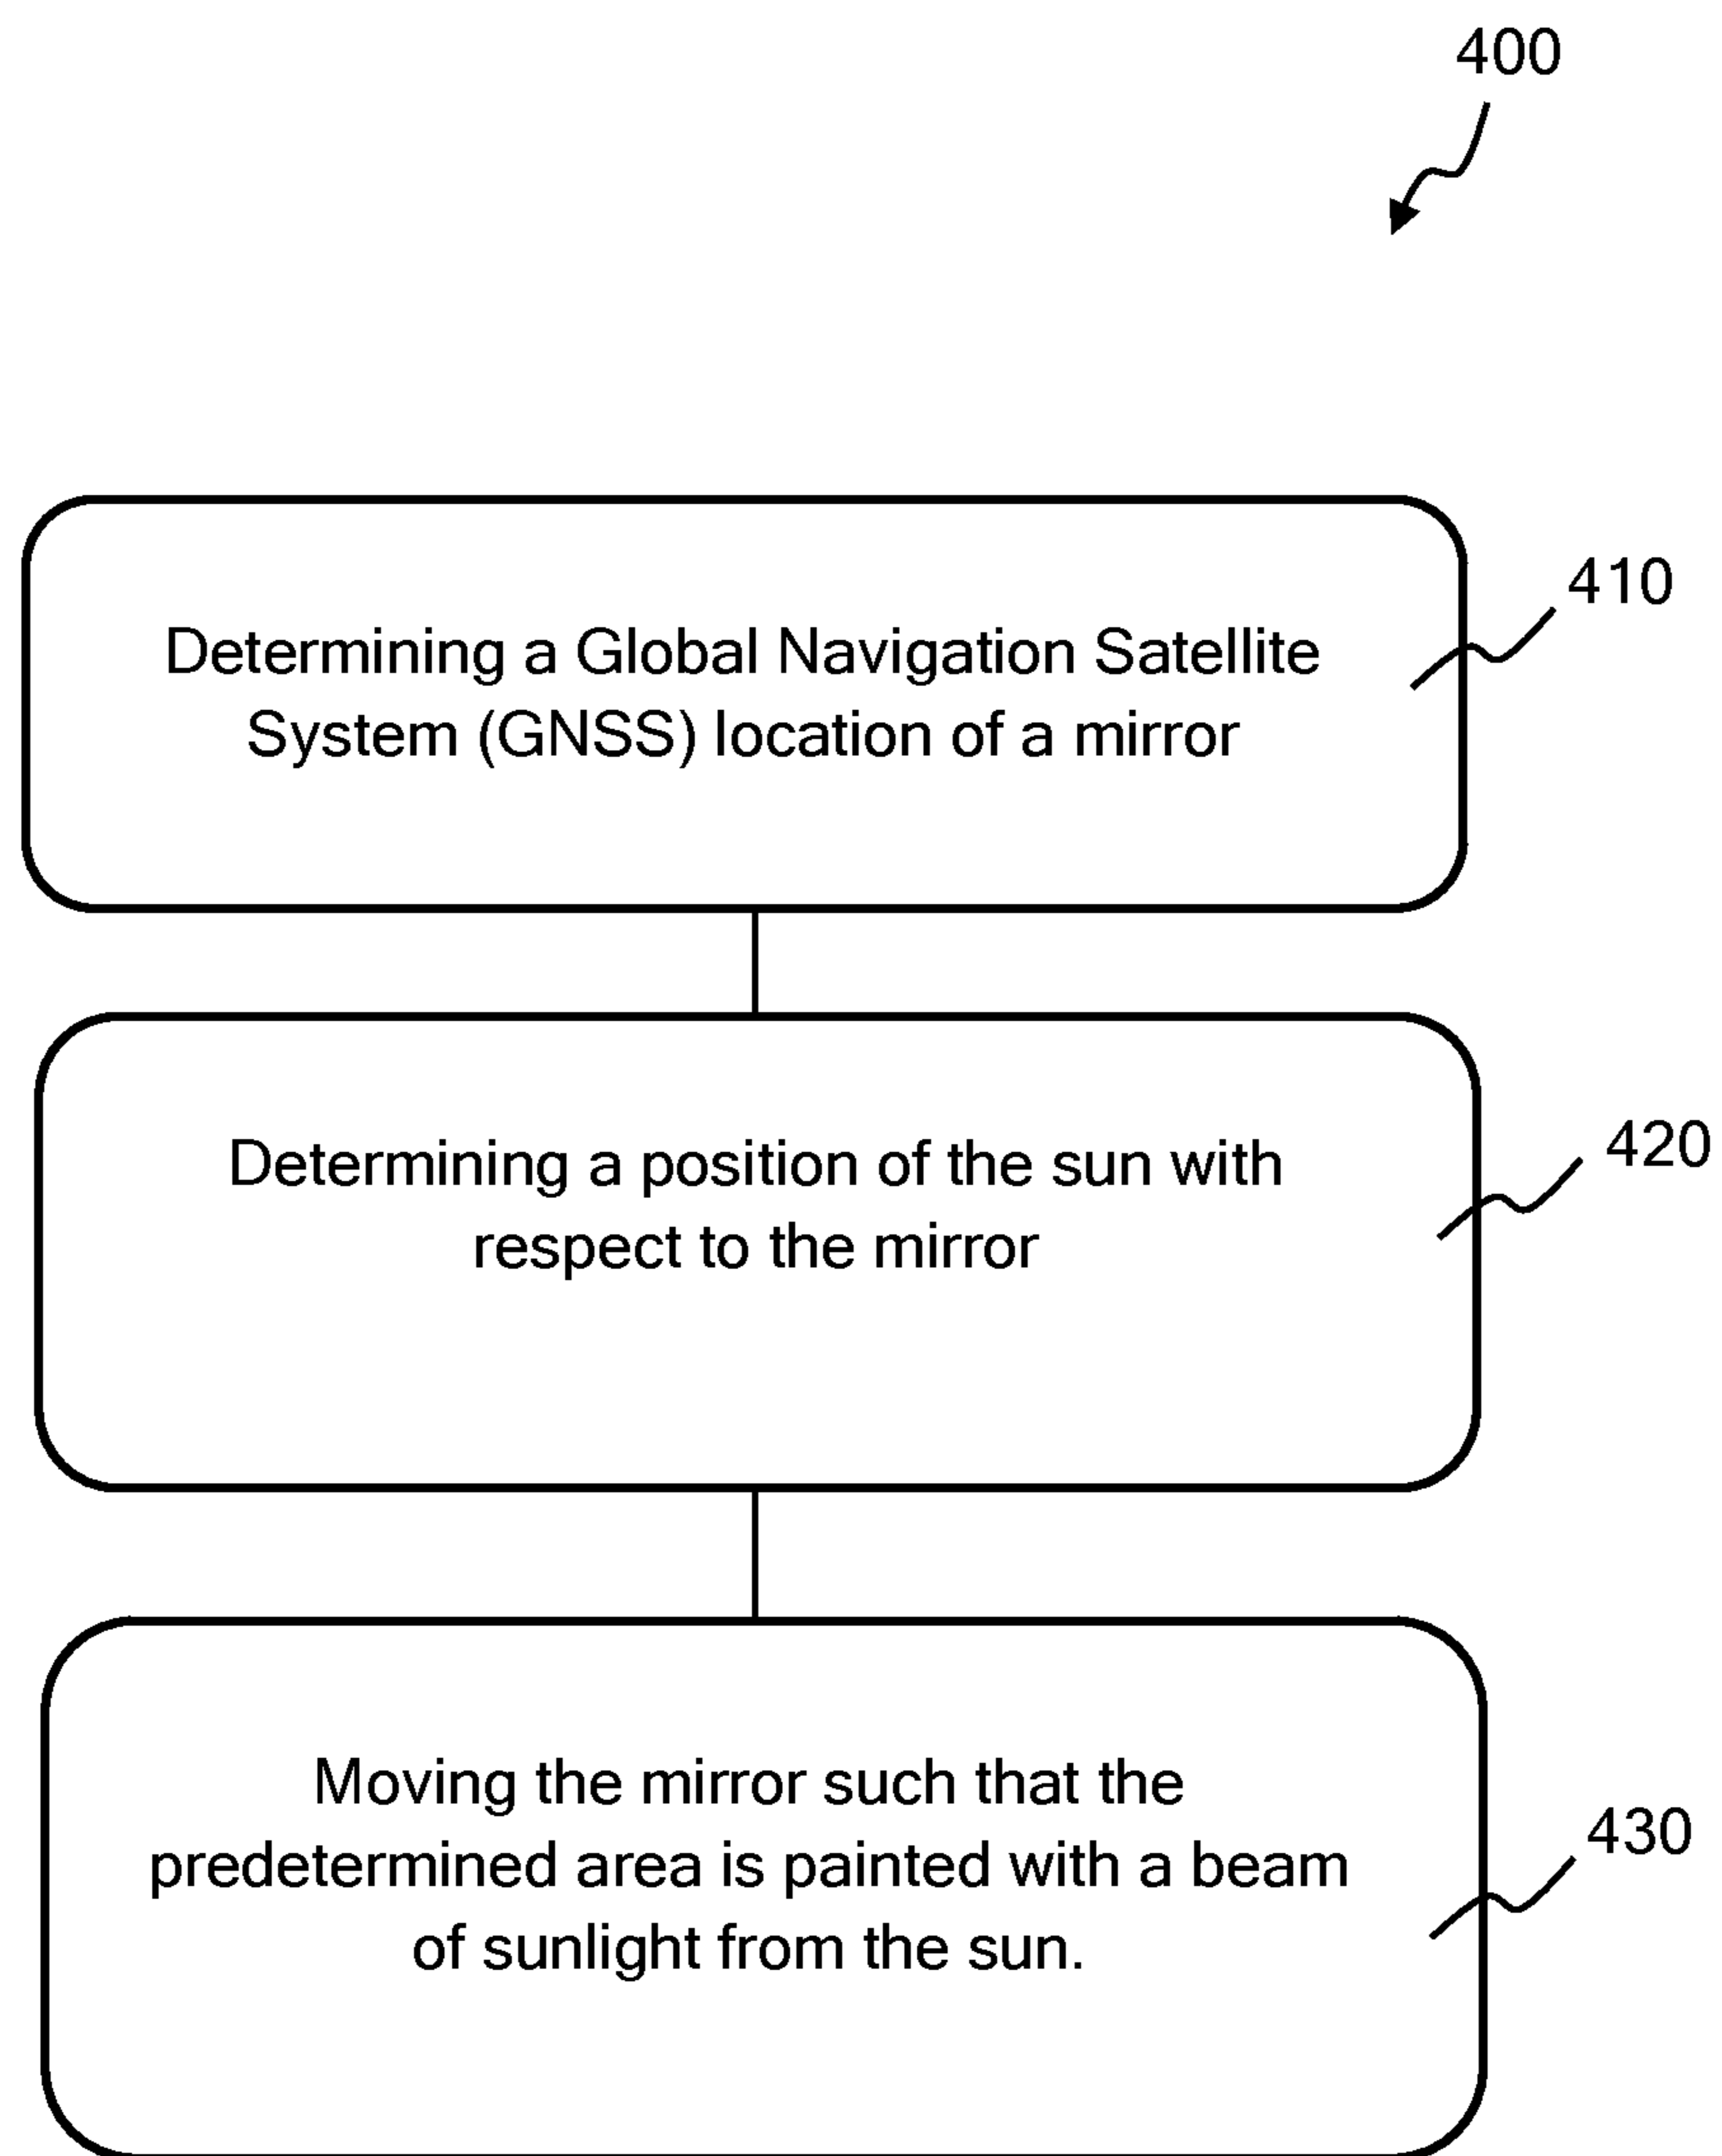 400
410
Determining a Global Navigation Satellite
System (GNSS) location of a mirror
420
Determining a position of the sun with
respect to the mirror
430
Moving the mirror such that the
predetermined area is painted with a beam
of sunlight from the sun.